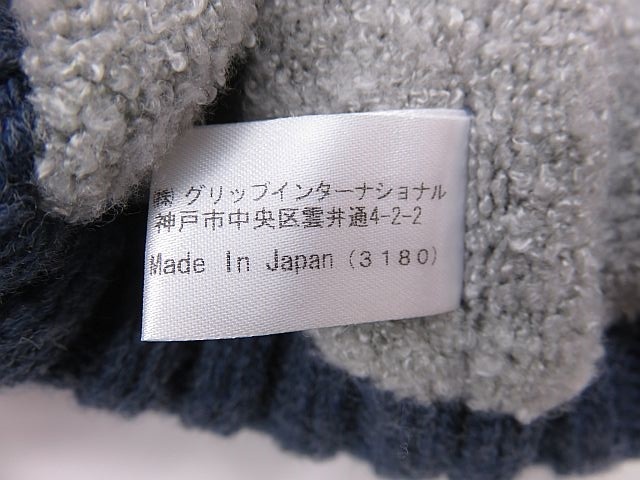 ㈱グリップインターナショナル
神戸市中央区雲井通4-2-2
Made In Japan (3180)